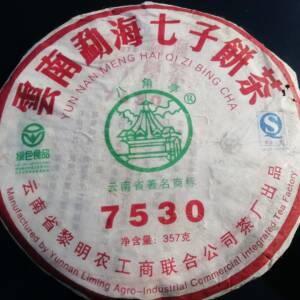 雲南勐海七子餅茶
YUN NAN MENG HAI QI ZI BING CHA
八角亭
绿色食品
云南省著名商标
7530
净含量:357克
云南省黎明农工商联合公司茶厂出品
Manufactured by Yunnan Liming Agro-Industrial Commercial Integrated Tea Factory